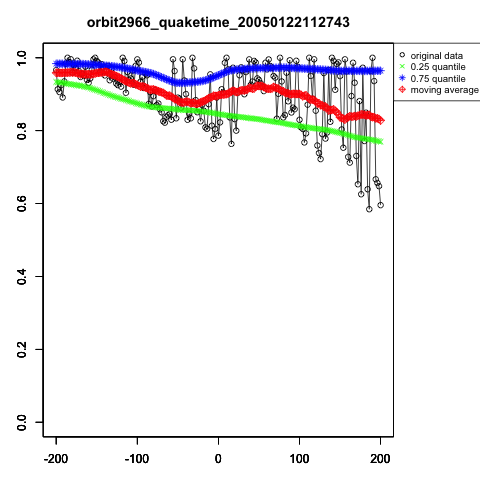 orbit2966_quaketime_20050122112743
original data
0.25 quantile
0.75 quantile
moving average
1.0
0.8
0.6
0.4
0.2
0.0
-200 -100 0 100 200